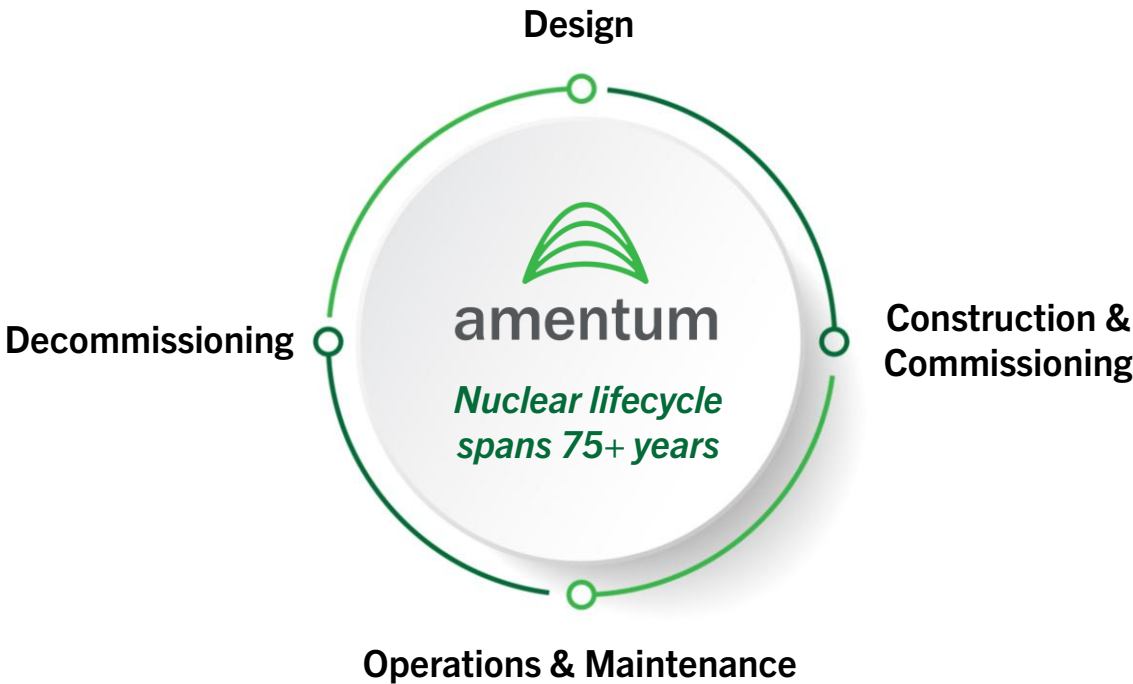 Design
amentum
Nuclear lifecycle
spans 75+ years
Decommissioning
Construction &
Commissioning
Operations & Maintenance